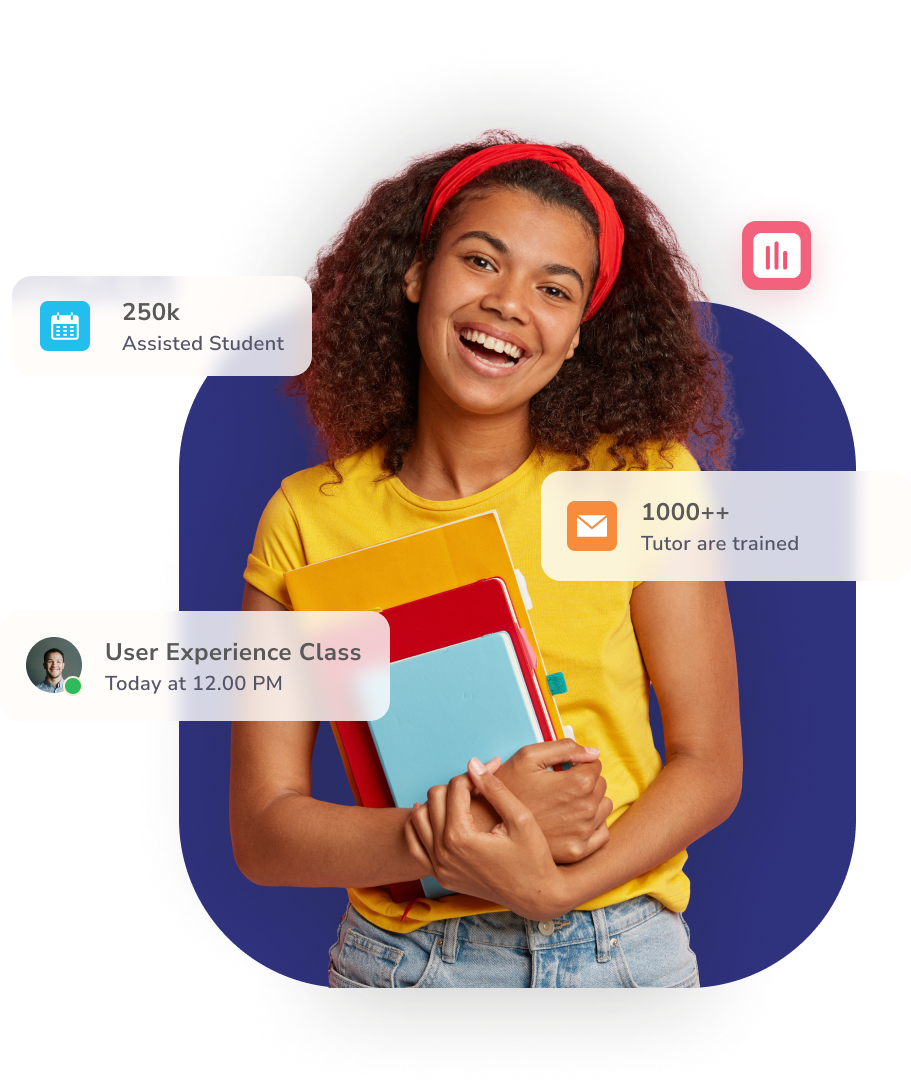 250k
Assisted Student
1000++
Tutor are trained
User Experience Class
Today at 12.00 PM